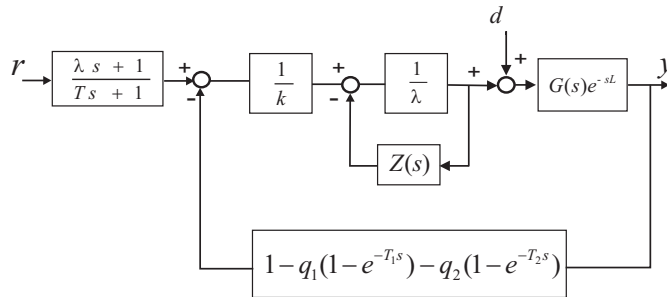 d
r
λ s + 1
T s + 1
+
-
1
k
+
-
1
λ
+
+
+
G(s)e^{-sL}
y
Z(s)
1 − q₁(1 − e^{−T₁s}) − q₂(1 − e^{−T₂s})